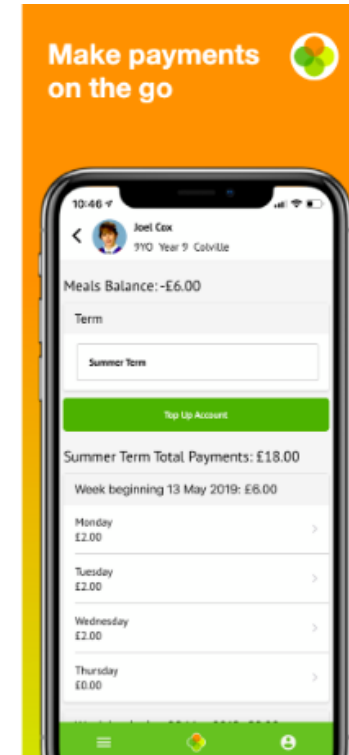 Make payments
on the go
10:46
Joel Cox
9YO Year 9 Colville
Meals Balance: -£6.00
Term
Summer Term
Top Up Account
Summer Term Total Payments: £18.00
Week beginning 13 May 2019: £6.00
Monday
£2.00
Tuesday
£2.00
Wednesday
£2.00
Thursday
£0.00